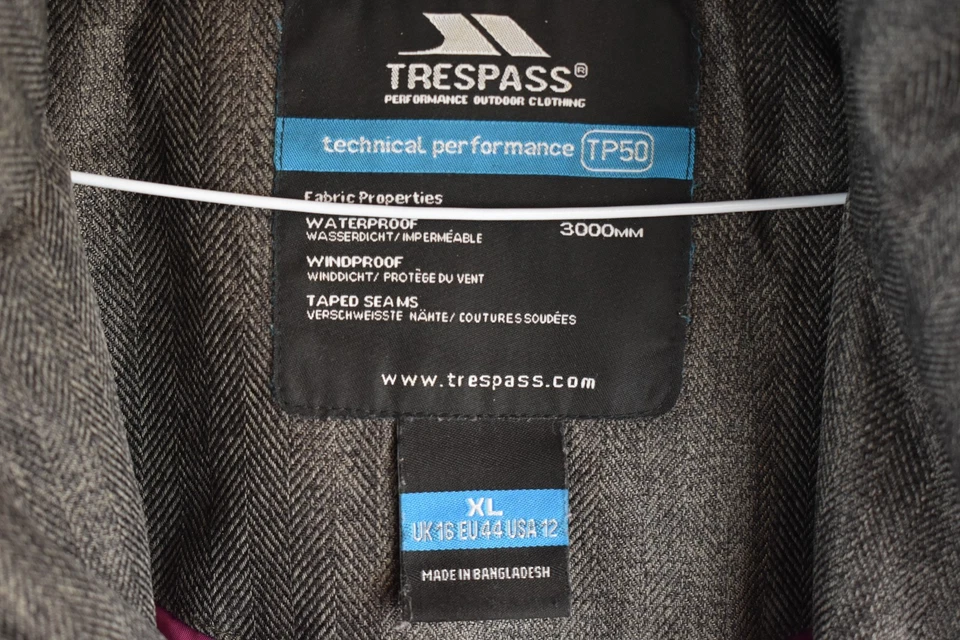 TRESPASS®
PERFORMANCE OUTDOOR CLOTHING
technical performance TP50
Fabric Properties
WATERPROOF 3000MM
WASSERDICHT/IMPERMÉABLE
WINDPROOF
WINDDICHT/ PROTÈGE DU VENT
TAPED SEAMS
VERSCHWEISSTE NÄHTE/ COUTURES SOUDÉES
www.trespass.com
XL
UK 16 EU 44 USA 12
MADE IN BANGLADESH